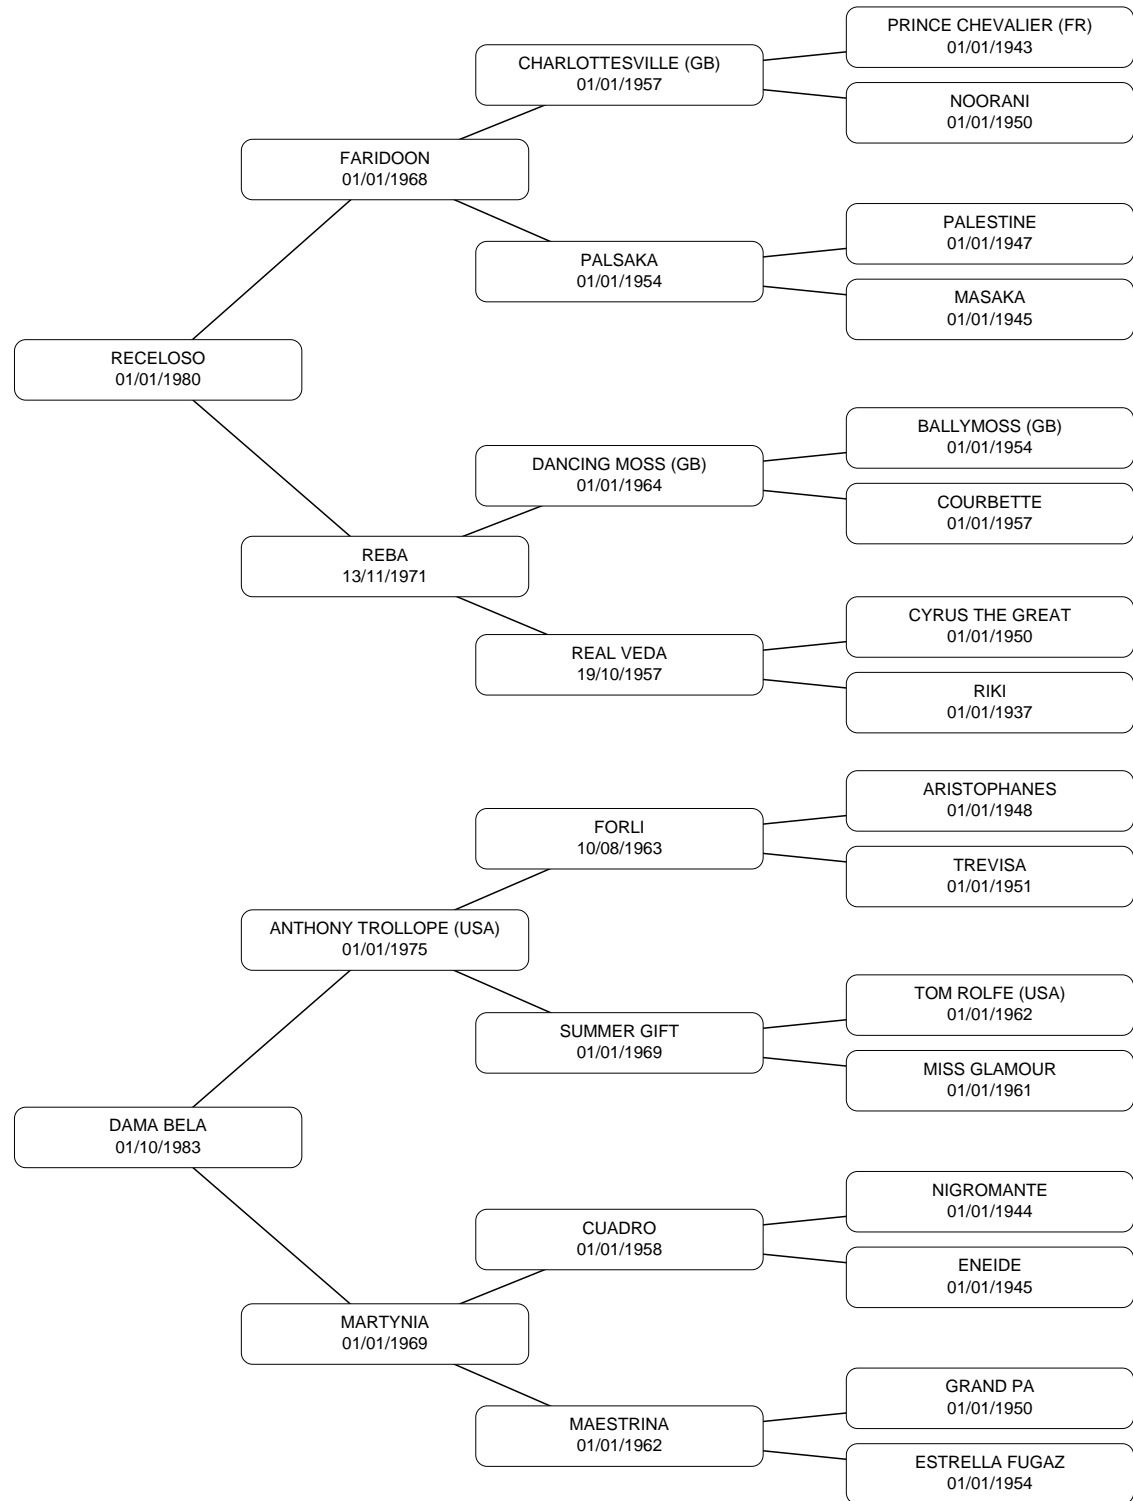 PRINCE CHEVALIER (FR)
01/01/1943
CHARLOTTESVILLE (GB)
01/01/1957
NOORANI
01/01/1950
FARIDOON
01/01/1968
PALESTINE
01/01/1947
PALSAKA
01/01/1954
MASAKA
01/01/1945
RECELOSO
01/01/1980
BALLYMOSS (GB)
01/01/1954
DANCING MOSS (GB)
01/01/1964
COURBETTE
01/01/1957
REBA
13/11/1971
CYRUS THE GREAT
01/01/1950
REAL VEDA
19/10/1957
RIKI
01/01/1937
ARISTOPHANES
01/01/1948
FORLI
10/08/1963
TREVISA
01/01/1951
ANTHONY TROLLOPE (USA)
01/01/1975
TOM ROLFE (USA)
01/01/1962
SUMMER GIFT
01/01/1969
MISS GLAMOUR
01/01/1961
DAMA BELA
01/10/1983
NIGROMANTE
01/01/1944
CUADRO
01/01/1958
ENEIDE
01/01/1945
MARTYNIA
01/01/1969
GRAND PA
01/01/1950
MAESTRINA
01/01/1962
ESTRELLA FUGAZ
01/01/1954